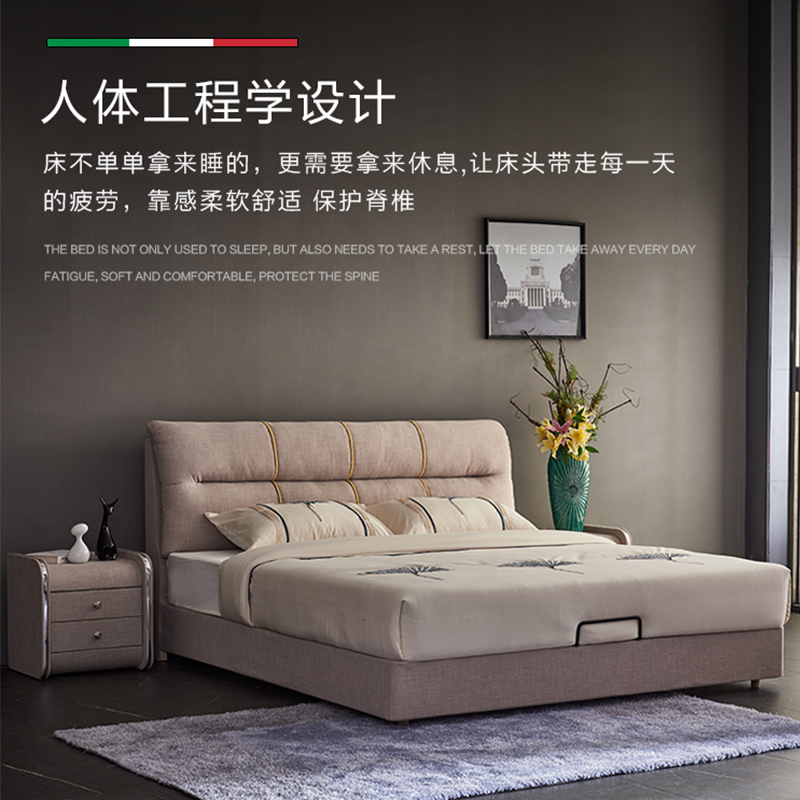 人体工程学设计
床不单单拿来睡的，更需要拿来休息,让床头带走每一天
的疲劳，靠感柔软舒适 保护脊椎
THE BED IS NOT ONLY USED TO SLEEP, BUT ALSO NEEDS TO TAKE A REST, LET THE BED TAKE AWAY EVERY DAY
FATIGUE, SOFT AND COMFORTABLE, PROTECT THE SPINE